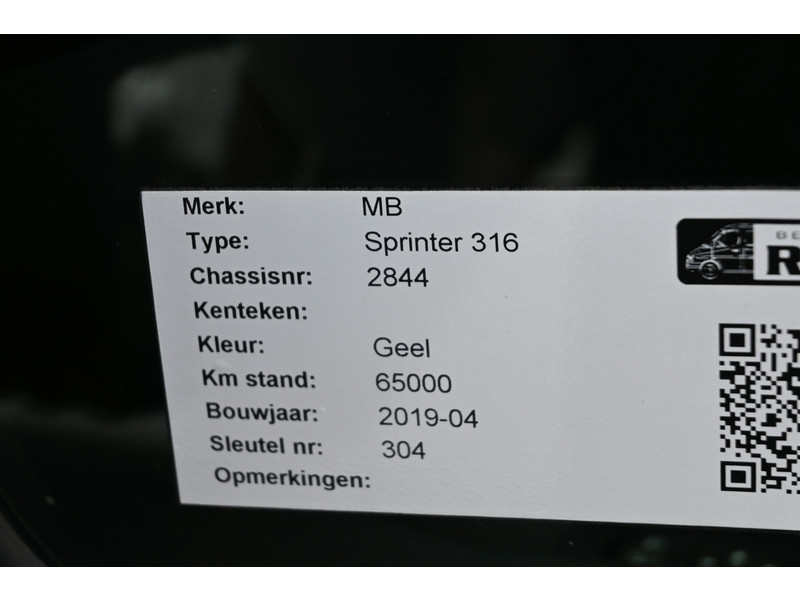 Merk: MB
Type: Sprinter 316
Chassisnr: 2844
Kenteken:
Kleur: Geel
Km stand: 65000
Bouwjaar: 2019-04
Sleutel nr: 304
Opmerkingen: